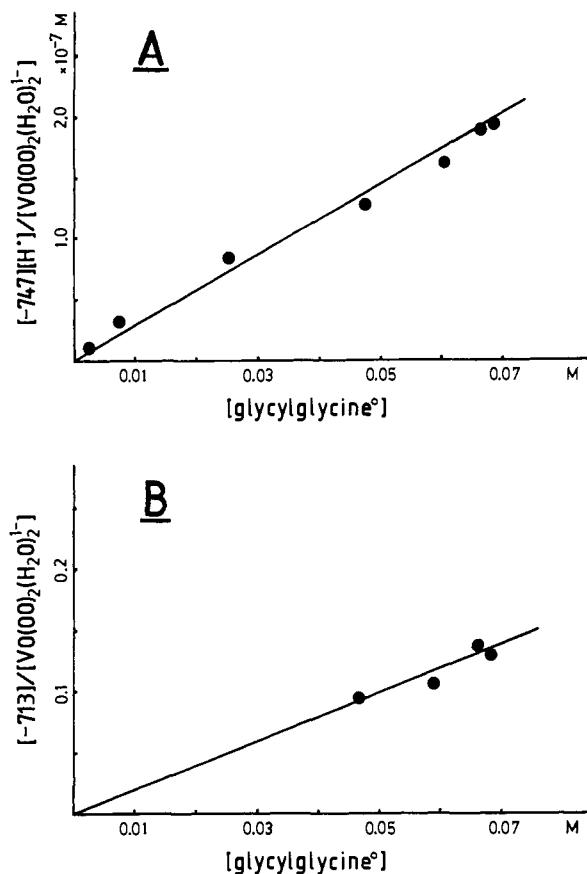 A
×10⁻⁷ M
2.0
1.0
[-747][H⁺]/[VO(OO)₂(H₂O)₂¹⁻]
0.01
0.03
0.05
0.07
M
[glycylglycine°]
B
0.2
0.1
[-713]/[VO(OO)₂(H₂O)₂¹⁻]
0.01
0.03
0.05
0.07
M
[glycylglycine°]